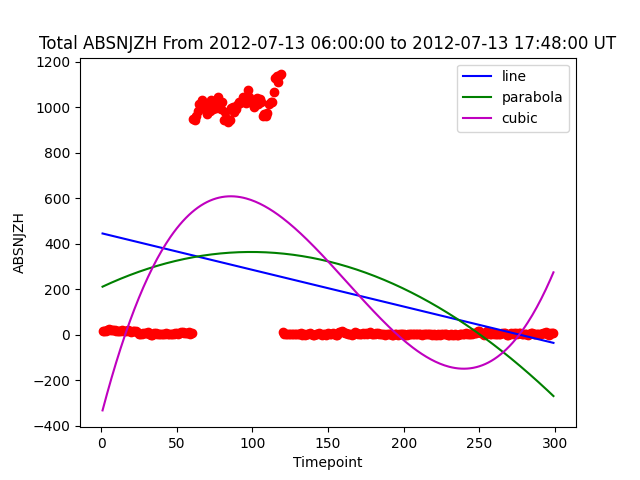 Total ABSNJZH From 2012-07-13 06:00:00 to 2012-07-13 17:48:00 UT
line
parabola
cubic
1200
1000
800
600
400
200
0
−200
−400
ABSNJZH
0 50 100 150 200 250 300
Timepoint